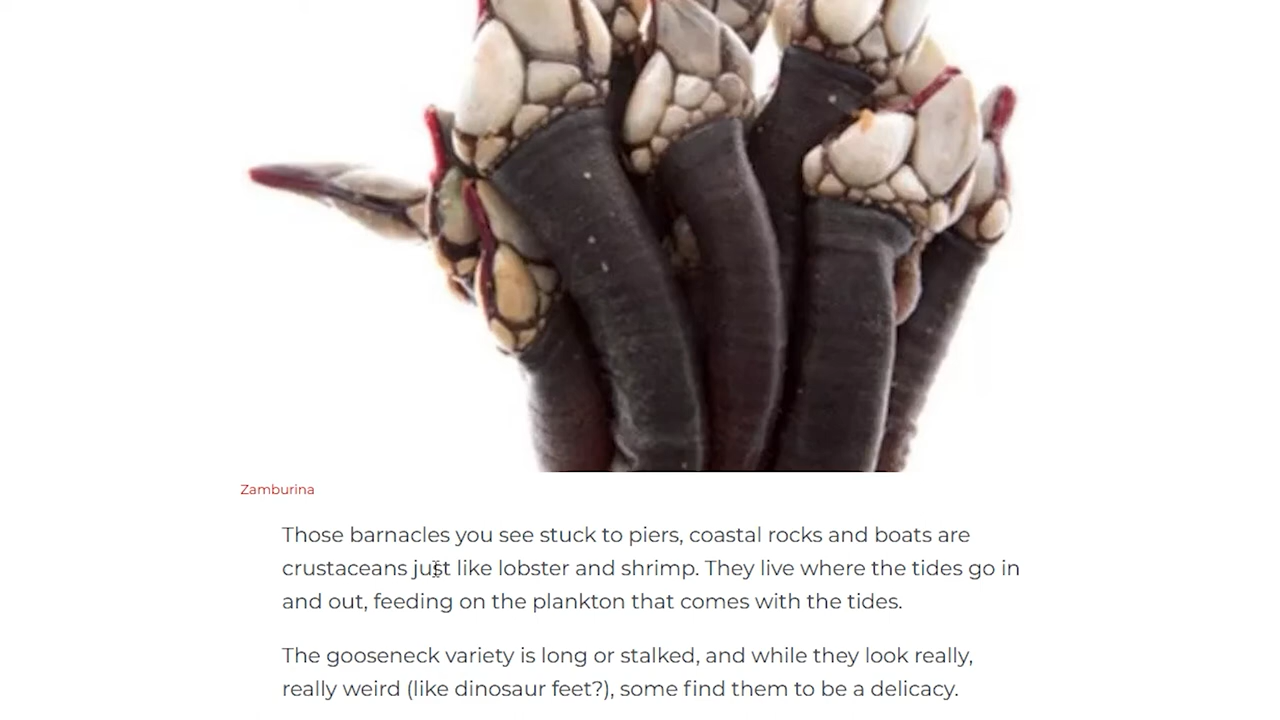 Zamburina
Those barnacles you see stuck to piers, coastal rocks and boats are
crustaceans just like lobster and shrimp. They live where the tides go in
and out, feeding on the plankton that comes with the tides.
The gooseneck variety is long or stalked, and while they look really,
really weird (like dinosaur feet?), some find them to be a delicacy.